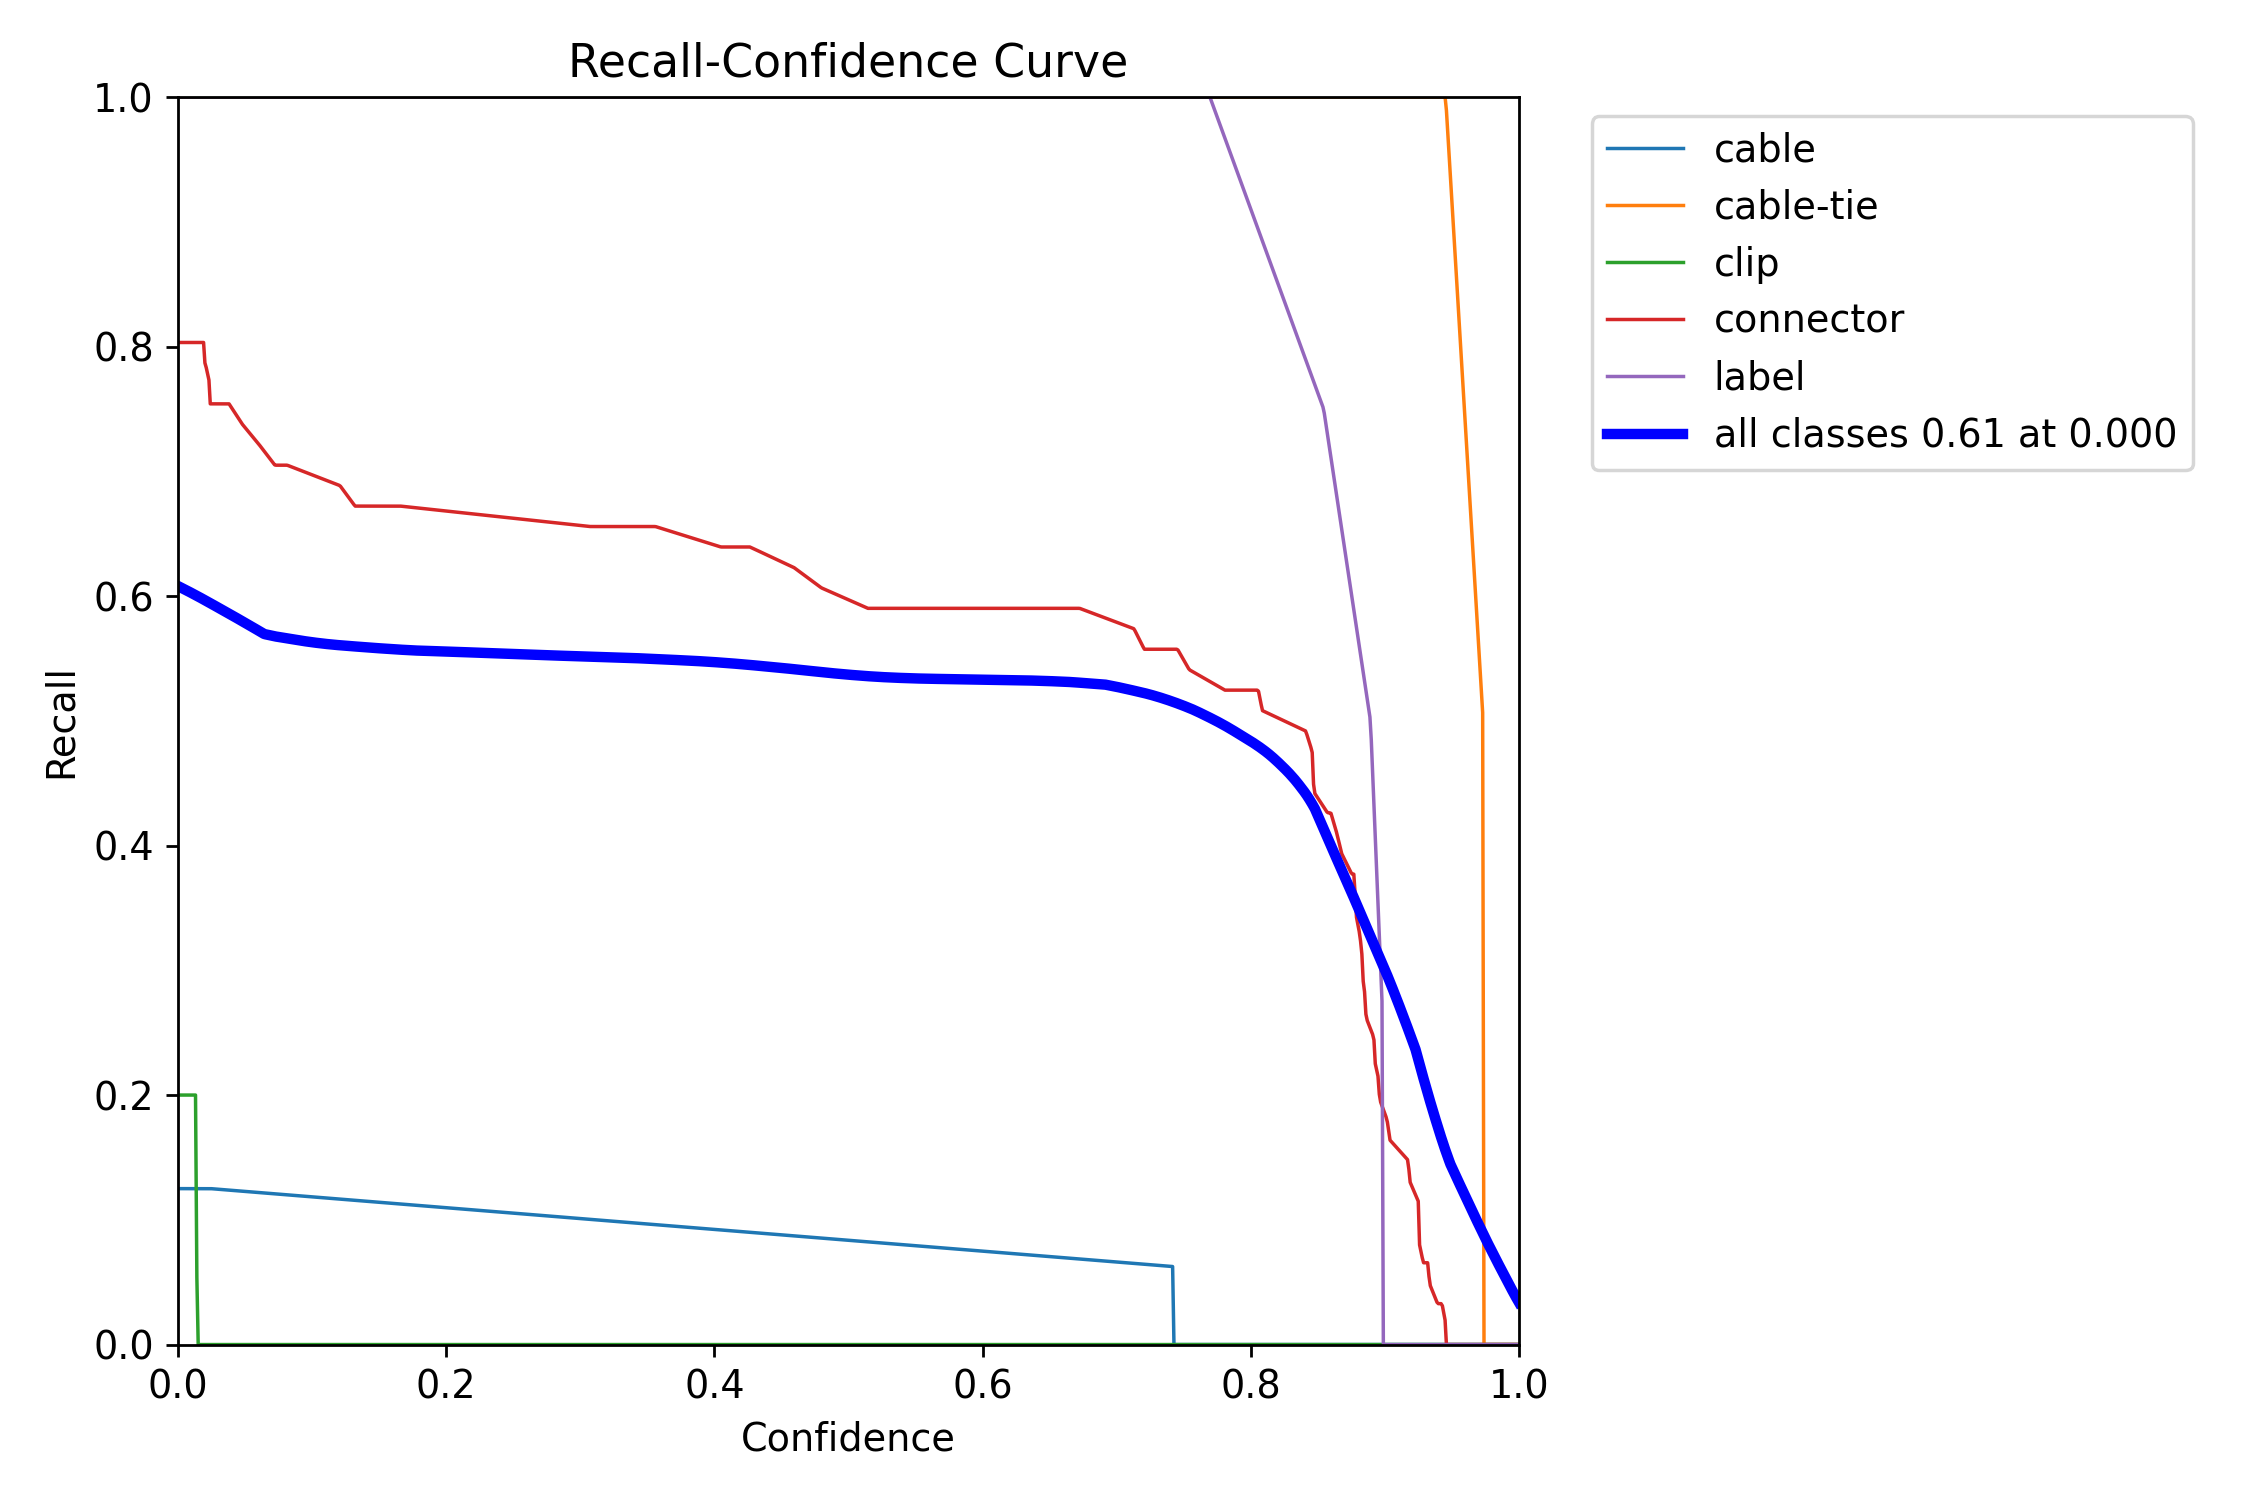 Recall-Confidence Curve
1.0
0.8
0.6
0.4
0.2
0.0
Recall
0.0 0.2 0.4 0.6 0.8 1.0
Confidence
cable
cable-tie
clip
connector
label
all classes 0.61 at 0.000